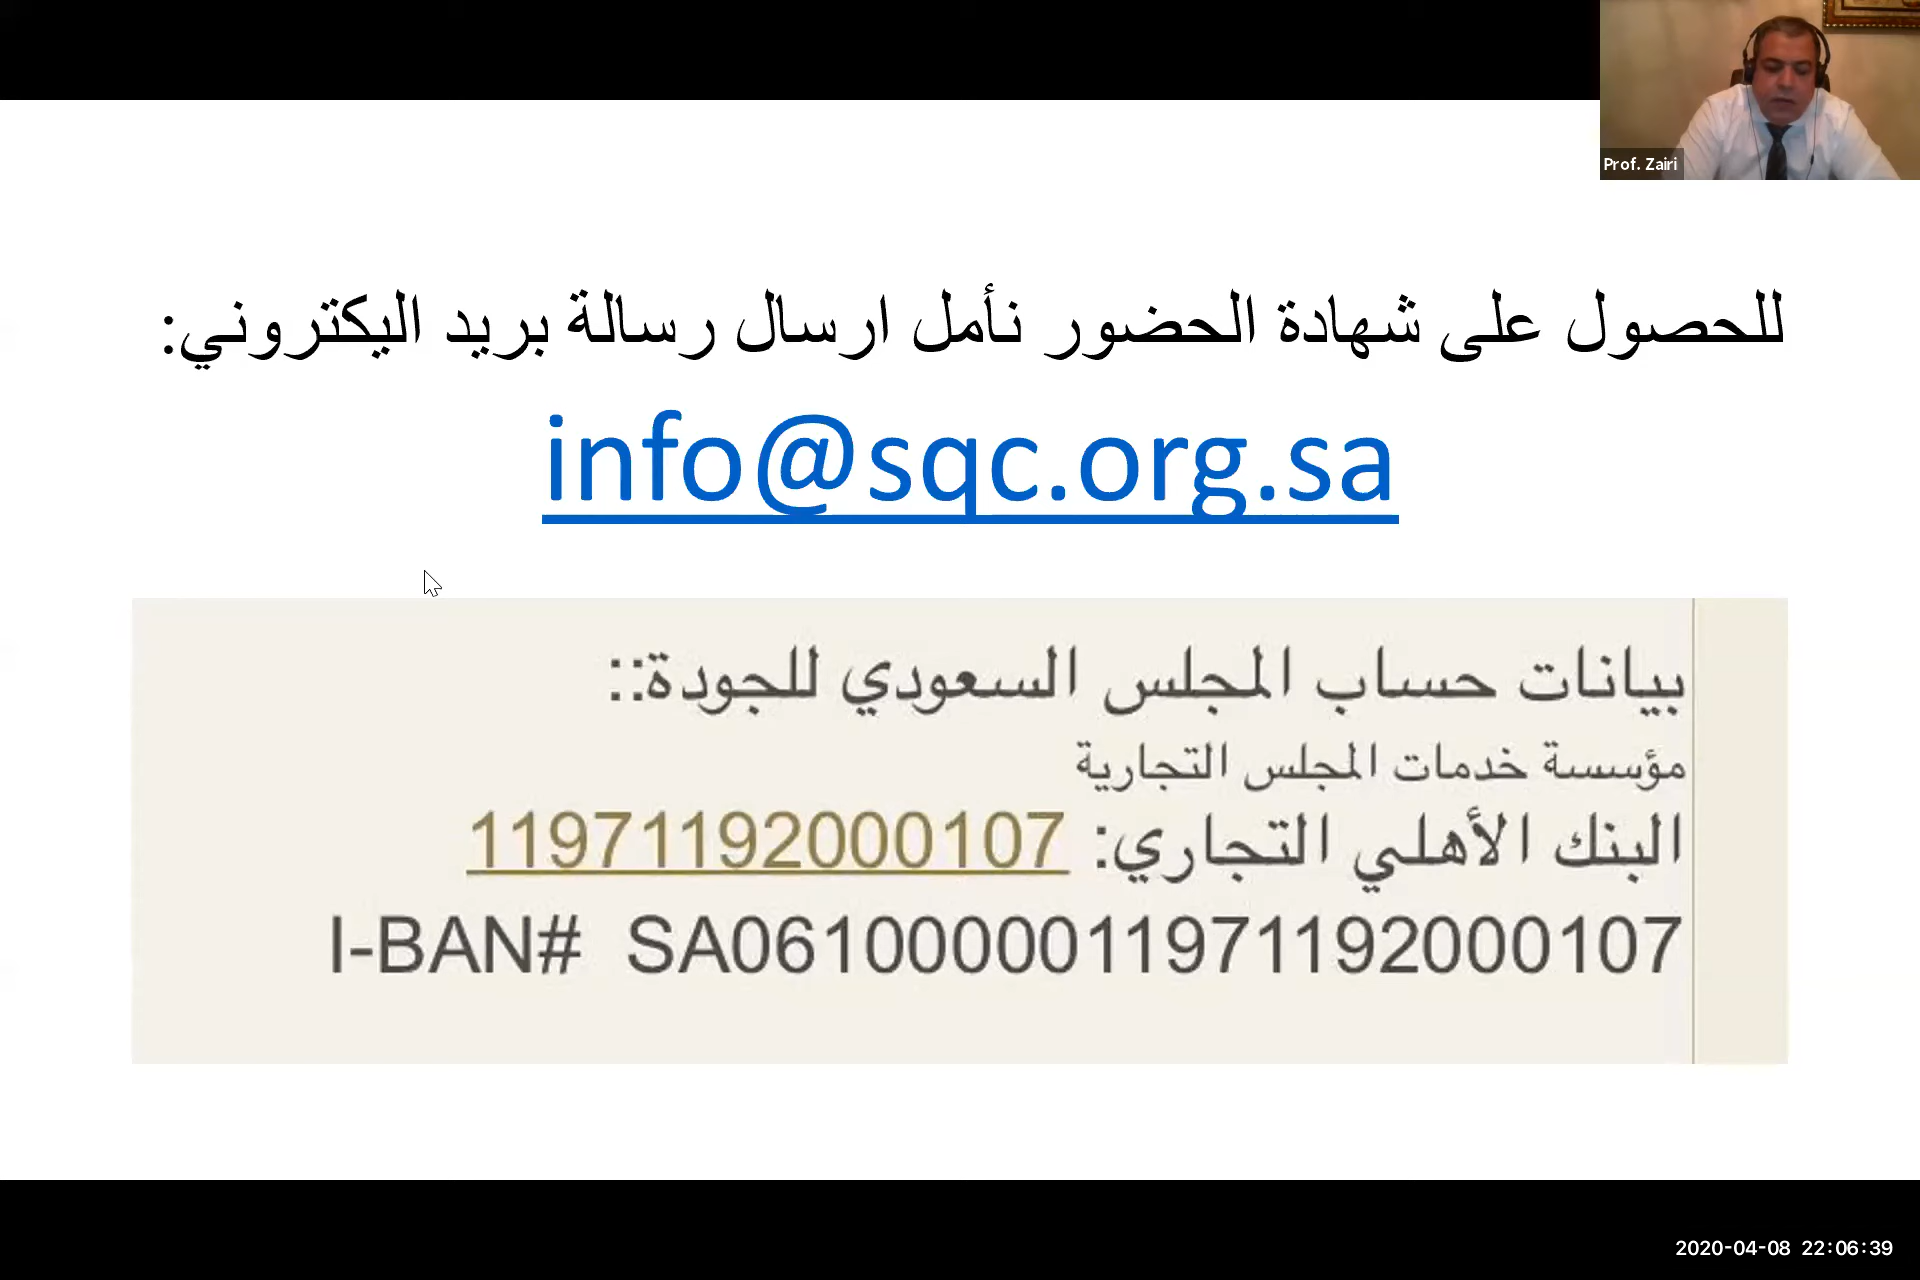 Prof. Zairi
للحصول على شهادة الحضور نأمل ارسال رسالة بريد اليكتروني:
info@sqc.org.sa
بيانات حساب المجلس السعودي للجودة::
مؤسسة خدمات المجلس التجارية
البنك الأهلي التجاري: 11971192000107
I-BAN# SA0610000011971192000107
2020-04-08 22:06:39